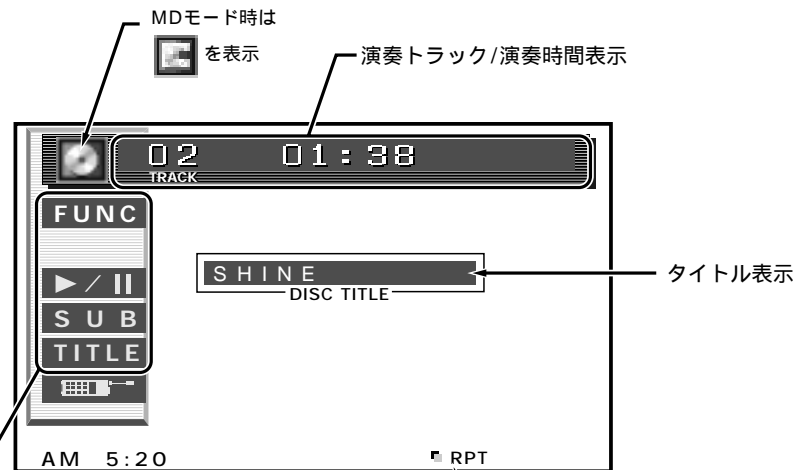 MDモード時は
を表示
演奏トラック/演奏時間表示
02 01:38
TRACK
FUNC
SHINE
DISC TITLE
タイトル表示
▶/II
SUB
TITLE
AM 5:20
RPT